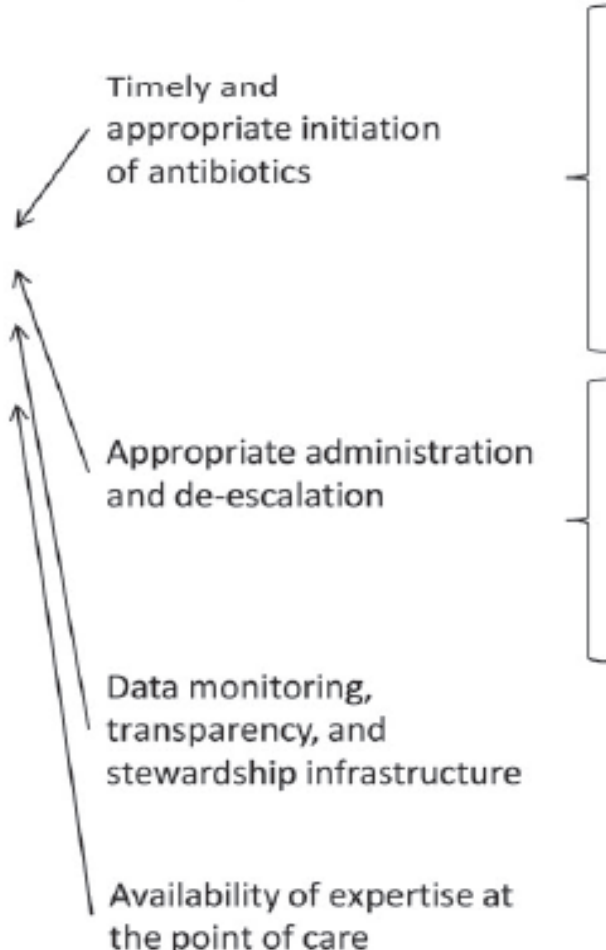 Timely and
appropriate initiation
of antibiotics
Appropriate administration
and de-escalation
Data monitoring,
transparency, and
stewardship infrastructure
Availability of expertise at
the point of care